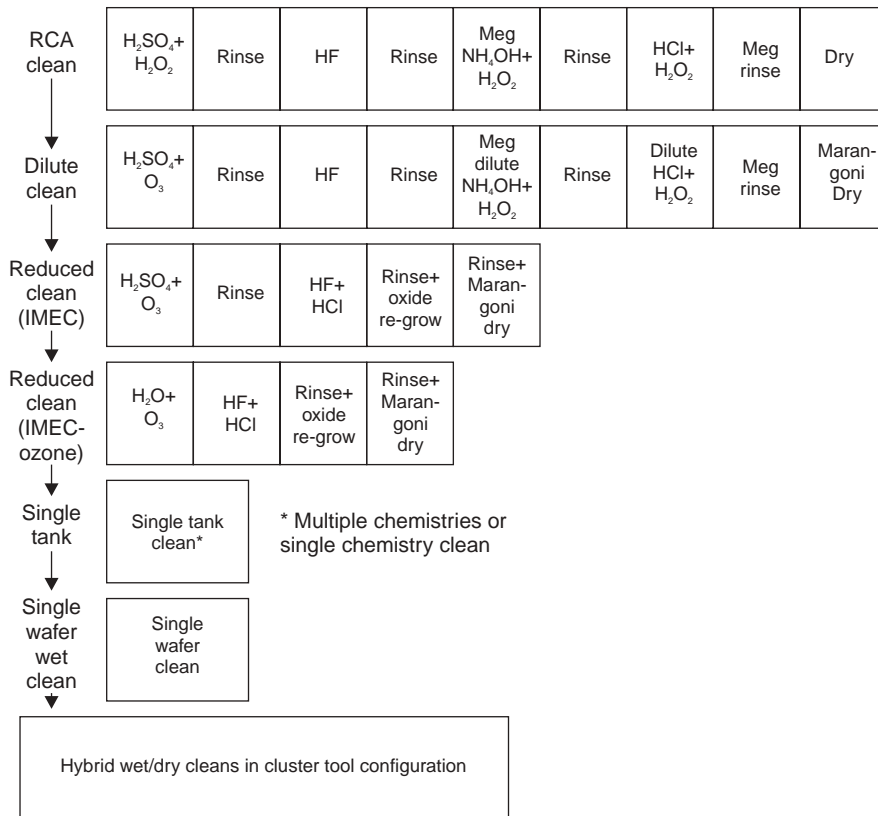 RCA
clean
H₂SO₄+
H₂O₂
Rinse
HF
Rinse
Meg
NH₄OH+
H₂O₂
Rinse
HCl+
H₂O₂
Meg
rinse
Dry
Dilute
clean
H₂SO₄+
O₃
Rinse
HF
Rinse
Meg
dilute
NH₄OH+
H₂O₂
Rinse
Dilute
HCl+
H₂O₂
Meg
rinse
Maran-
goni
Dry
Reduced
clean
(IMEC)
H₂SO₄+
O₃
Rinse
HF+
HCl
Rinse+
oxide
re-grow
Rinse+
Maran-
goni
dry
Reduced
clean
(IMEC-
ozone)
H₂O+
O₃
HF+
HCl
Rinse+
oxide
re-grow
Rinse+
Maran-
goni
dry
Single
tank
Single tank
clean*
* Multiple chemistries or
single chemistry clean
Single
wafer
wet
clean
Single
wafer
clean
Hybrid wet/dry cleans in cluster tool configuration